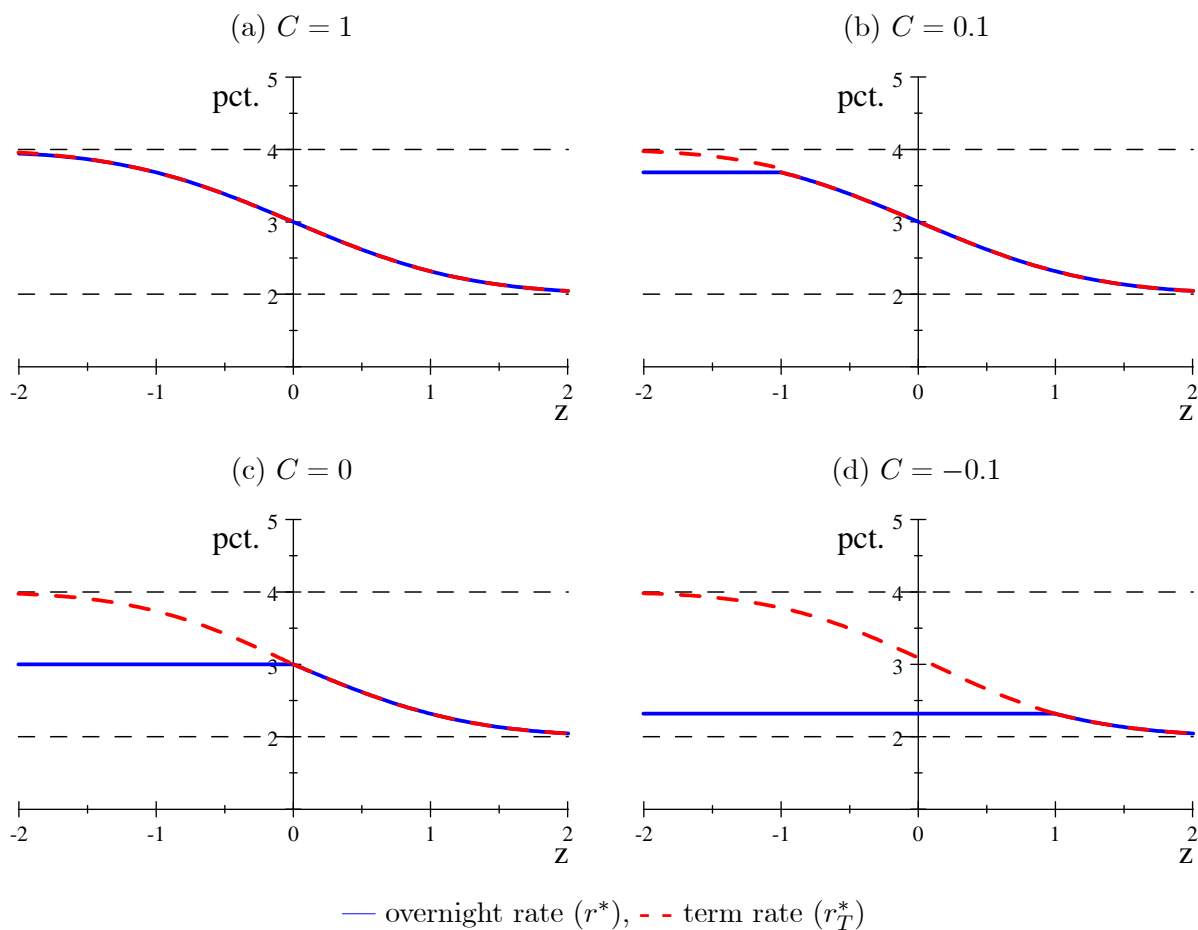 (a) C = 1
(b) C = 0.1
pct.
5
4
3
2
-2 -1 0 1 2
z
pct.
5
4
3
2
-2 -1 0 1 2
z
(c) C = 0
(d) C = −0.1
pct.
5
4
3
2
-2 -1 0 1 2
z
pct.
5
4
3
2
-2 -1 0 1 2
z
overnight rate (r*), term rate (r*_T)